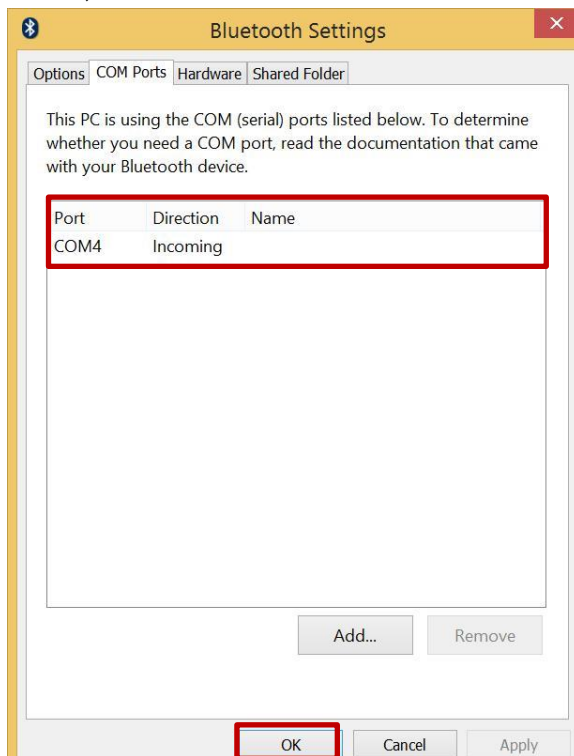 Bluetooth Settings
Options COM Ports Hardware Shared Folder
This PC is using the COM (serial) ports listed below. To determine
whether you need a COM port, read the documentation that came
with your Bluetooth device.
Port Direction Name
COM4 Incoming
Add... Remove
OK Cancel Apply